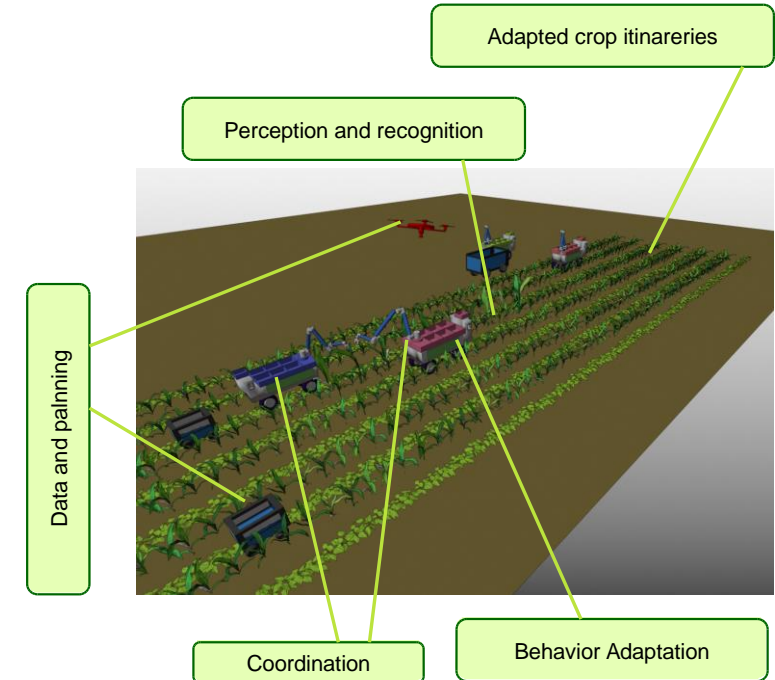 Adapted crop itinareries
Perception and recognition
Data and palnning
Coordination
Behavior Adaptation